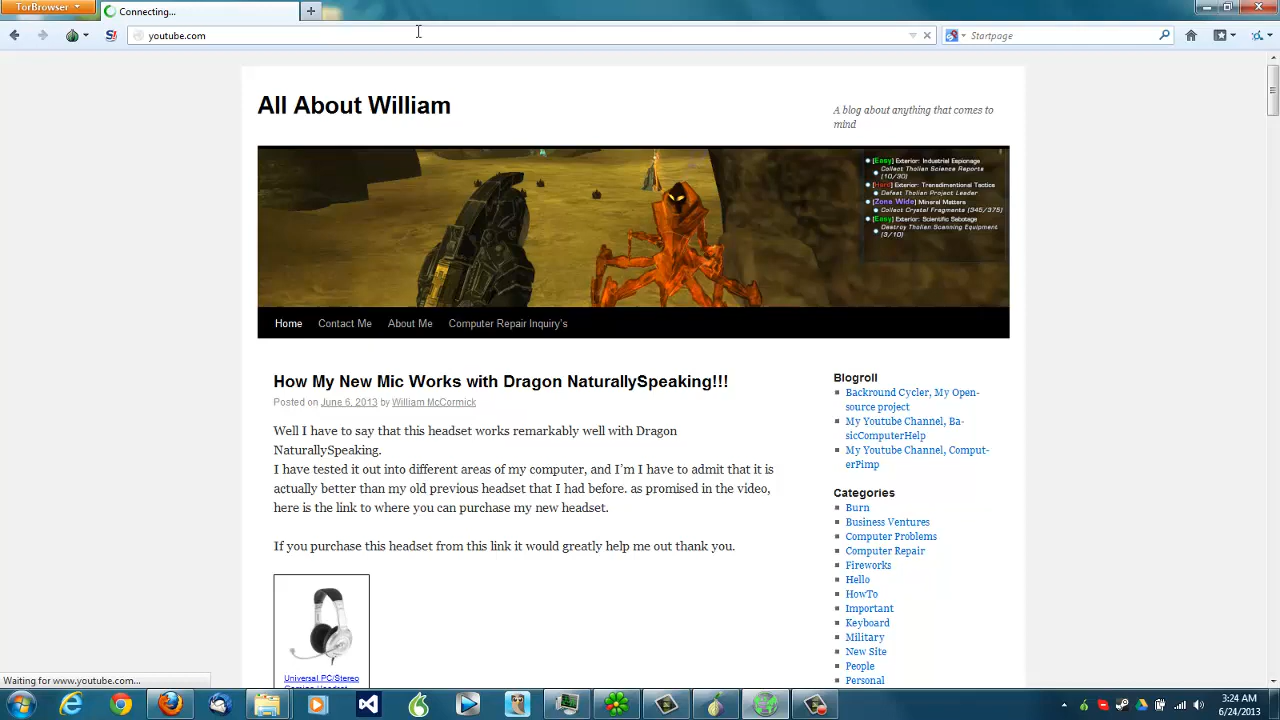 TorBrowser
Connecting...
youtube.com
Startpage
All About William
A blog about anything that comes to
mind
[Easy] Exterior: Industrial Espionage
Collect Tholian Science Reports
(10/30)
[Hard] Exterior: Transdimentional Tactics
Defeat Tholian Project Leader
[Zone Wide] Mineral Matters
Collect Crystal Fragments (345/375)
[Easy] Exterior: Scientific Sabotage
Destroy Tholian Scanning Equipment
(3/10)
Home Contact Me About Me Computer Repair Inquiry's
How My New Mic Works with Dragon NaturallySpeaking!!!
Posted on June 6, 2013 by William McCormick
Well I have to say that this headset works remarkably well with Dragon
NaturallySpeaking.
I have tested it out into different areas of my computer, and I'm I have to admit that it is
actually better than my old previous headset that I had before. as promised in the video,
here is the link to where you can purchase my new headset.
If you purchase this headset from this link it would greatly help me out thank you.
Universal PC/Stereo
Blogroll
Backround Cycler, My Open-
source project
My Youtube Channel, Ba-
sicComputerHelp
My Youtube Channel, Comput-
erPimp
Categories
Burn
Business Ventures
Computer Problems
Computer Repair
Fireworks
Hello
HowTo
Important
Keyboard
Military
New Site
People
Personal
Waiting for www.youtube.com...
3:24 AM
6/24/2013